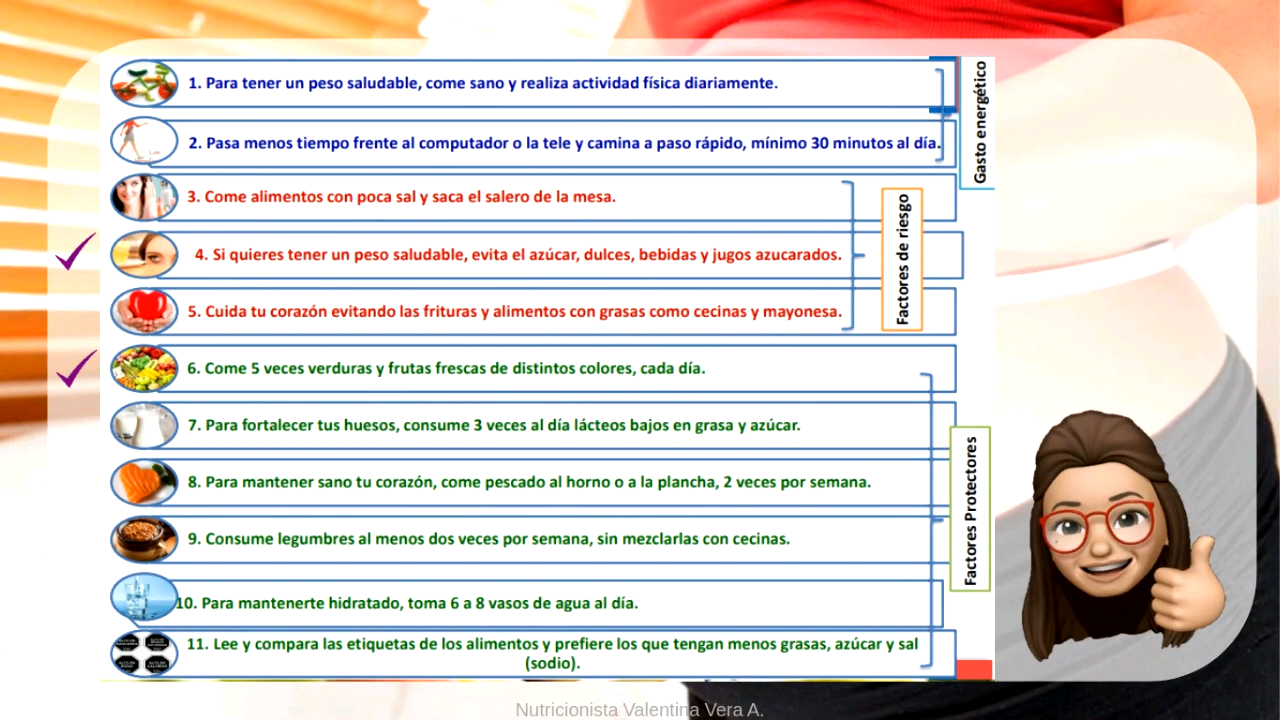 1. Para tener un peso saludable, come sano y realiza actividad física diariamente.
2. Pasa menos tiempo frente al computador o la tele y camina a paso rápido, mínimo 30 minutos al día.
Gasto energético
3. Come alimentos con poca sal y saca el salero de la mesa.
4. Si quieres tener un peso saludable, evita el azúcar, dulces, bebidas y jugos azucarados.
5. Cuida tu corazón evitando las frituras y alimentos con grasas como cecinas y mayonesa.
Factores de riesgo
6. Come 5 veces verduras y frutas frescas de distintos colores, cada día.
7. Para fortalecer tus huesos, consume 3 veces al día lácteos bajos en grasa y azúcar.
8. Para mantener sano tu corazón, come pescado al horno o a la plancha, 2 veces por semana.
9. Consume legumbres al menos dos veces por semana, sin mezclarlas con cecinas.
10. Para mantenerte hidratado, toma 6 a 8 vasos de agua al día.
11. Lee y compara las etiquetas de los alimentos y prefiere los que tengan menos grasas, azúcar y sal
(sodio).
Factores Protectores
Nutricionista Valentina Vera A.